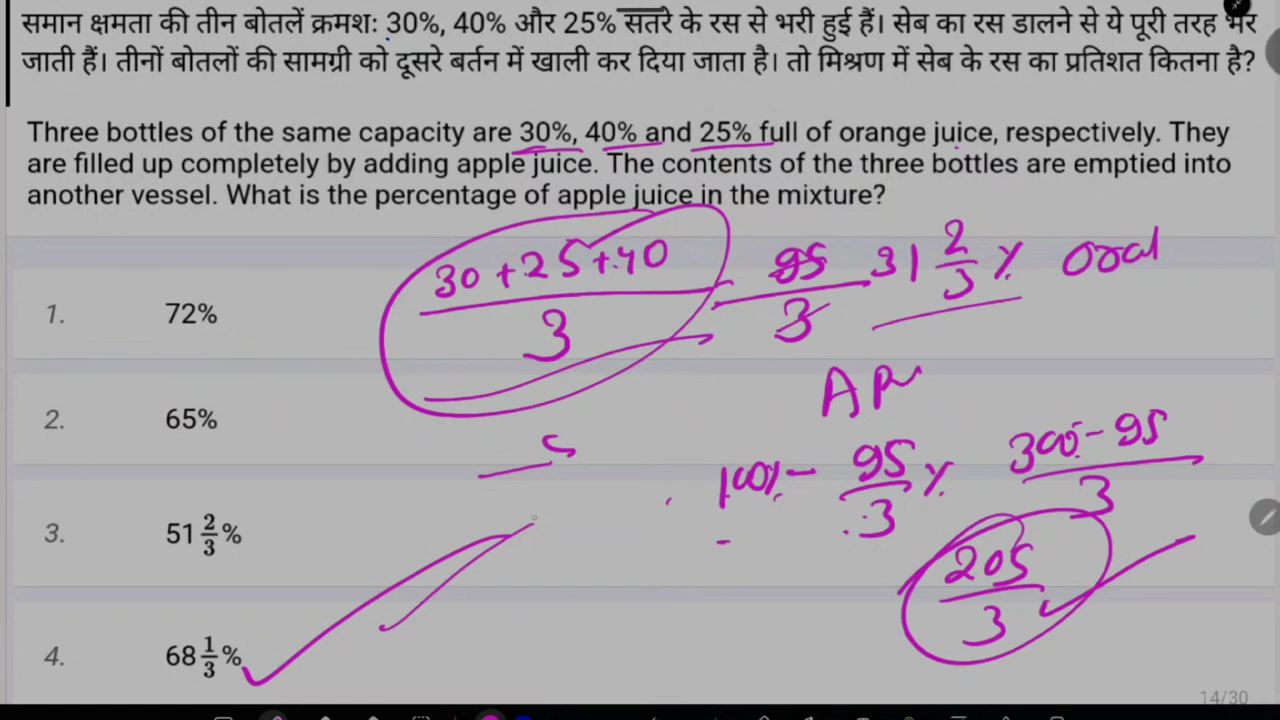 समान क्षमता की तीन बोतलें क्रमश: 30%, 40% और 25% सतरे के रस से भरी हुई हैं। सेब का रस डालने से ये पूरी तरह भर
जाती हैं। तीनों बोतलों की सामग्री को दूसरे बर्तन में खाली कर दिया जाता है। तो मिश्रण में सेब के रस का प्रतिशत कितना है?
Three bottles of the same capacity are 30%, 40% and 25% full of orange juice, respectively. They
are filled up completely by adding apple juice. The contents of the three bottles are emptied into
another vessel. What is the percentage of apple juice in the mixture?
30+25+40
3
95
3
31 2/3 %
1. 72%
2. 65%
100% - 95/3 %
300-95
3
205
3
3. 51 2/3 %
4. 68 1/3 %
14/30